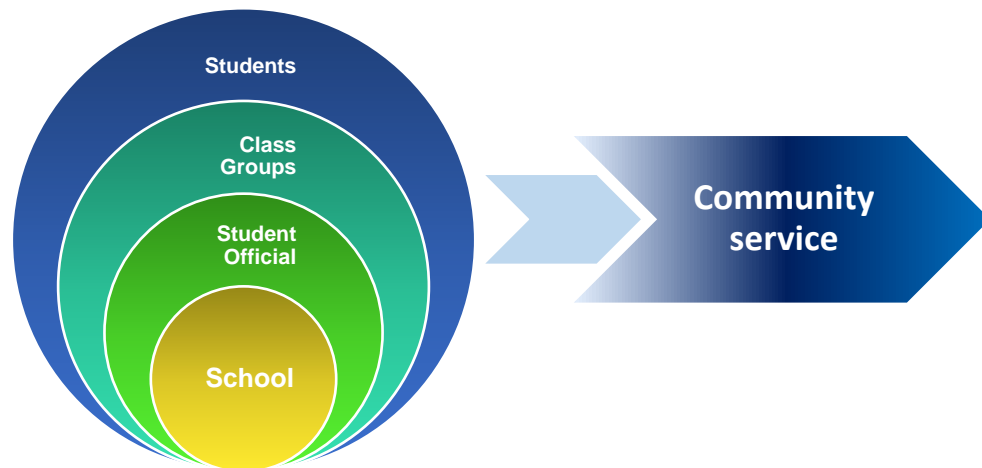 Students
Class
Groups
Student
Official
School
Community
service